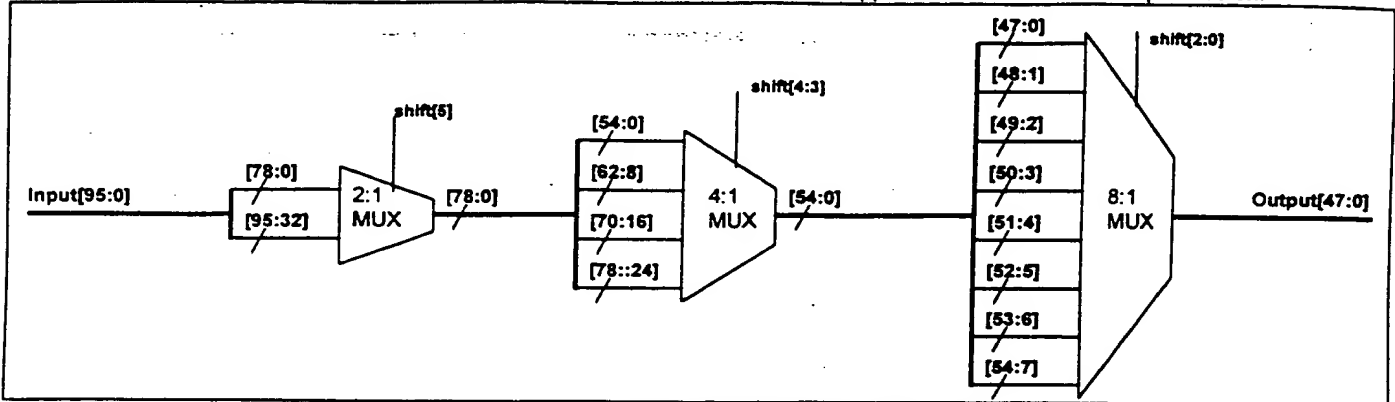 Input[95:0]
[78:0]
[95:32]
shift[5]
2:1
MUX
[78:0]
[54:0]
[62:8]
[70:16]
[78::24]
shift[4:3]
4:1
MUX
[54:0]
[47:0]
[48:1]
[49:2]
[50:3]
[51:4]
[52:5]
[53:6]
[54:7]
shift[2:0]
8:1
MUX
Output[47:0]